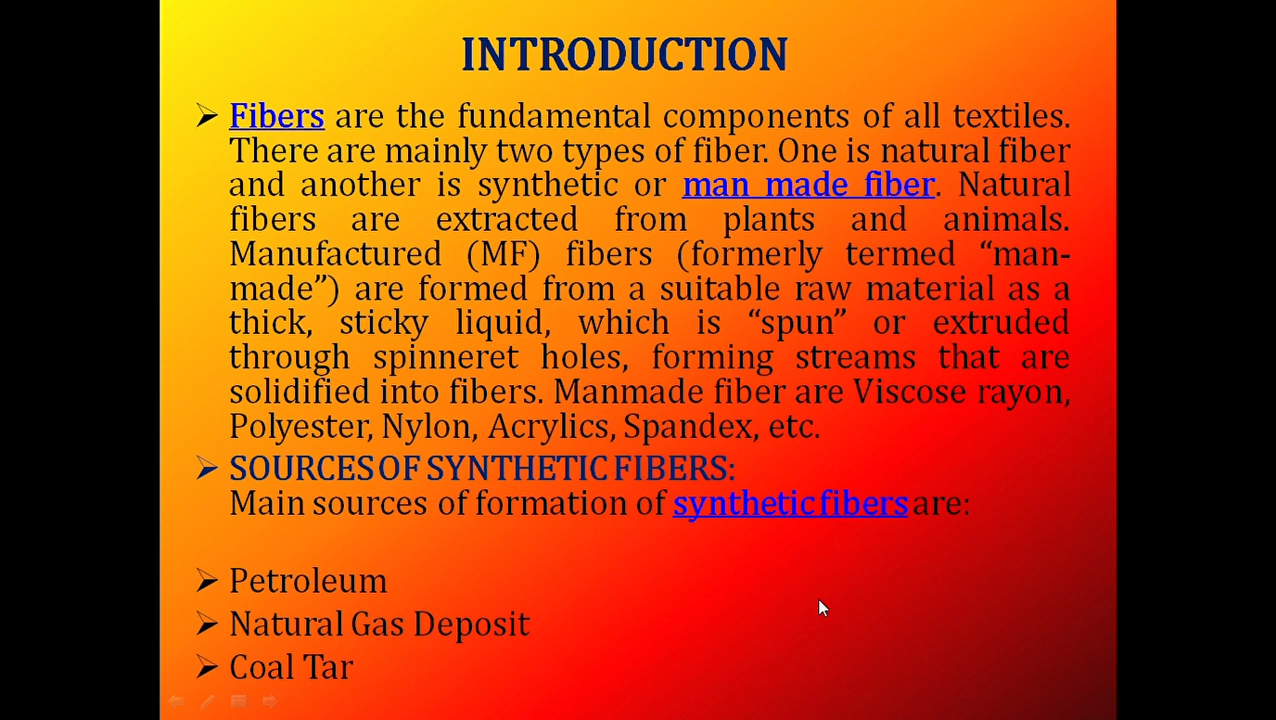 INTRODUCTION
Fibers are the fundamental components of all textiles.
There are mainly two types of fiber. One is natural fiber
and another is synthetic or man made fiber. Natural
fibers are extracted from plants and animals.
Manufactured (MF) fibers (formerly termed “man-
made”) are formed from a suitable raw material as a
thick, sticky liquid, which is “spun” or extruded
through spinneret holes, forming streams that are
solidified into fibers. Manmade fiber are Viscose rayon,
Polyester, Nylon, Acrylics, Spandex, etc.
SOURCES OF SYNTHETIC FIBERS:
Main sources of formation of synthetic fibers are:
Petroleum
Natural Gas Deposit
Coal Tar